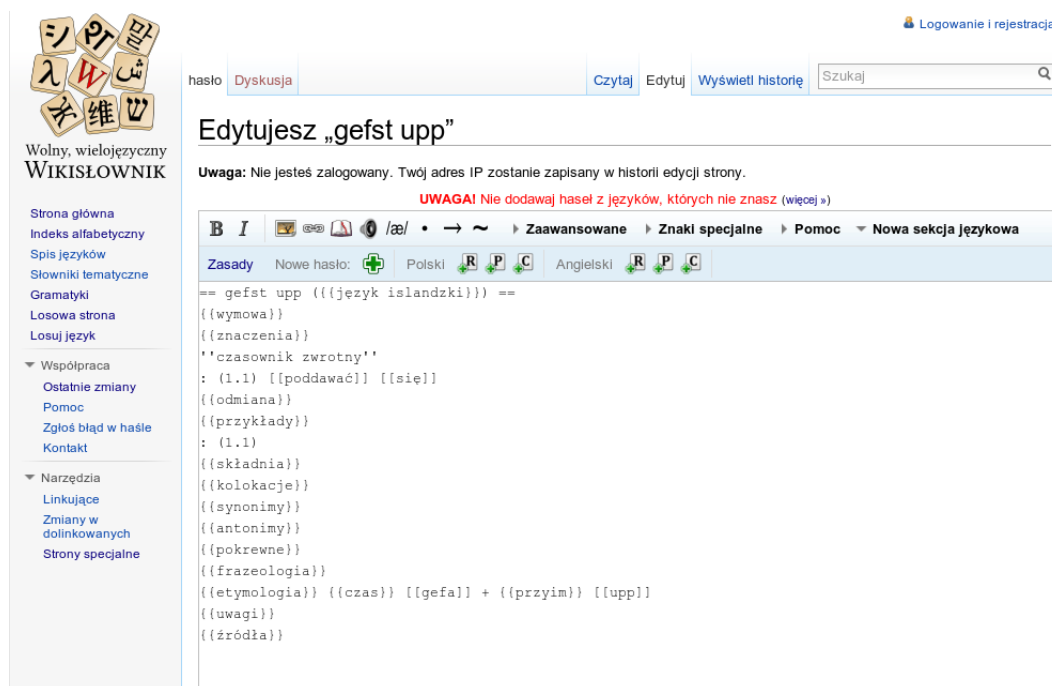 Logowanie i rejestracja
hasło Dyskusja Czytaj Edytuj Wyświetl historię Szukaj
Edytujesz „gefst upp”
Uwaga: Nie jesteś zalogowany. Twój adres IP zostanie zapisany w historii edycji strony.
UWAGA! Nie dodawaj haseł z języków, których nie znasz (więcej »)
B I /æ/ • → ~ Zaawansowane Znaki specjalne Pomoc Nowa sekcja językowa
Zasady Nowe hasło: Polski R P C Angielski R P C
== gefst upp ({{język islandzki}}) ==
{{wymowa}}
{{znaczenia}}
''czasownik zwrotny''
: (1.1) [[poddawać]] [[się]]
{{odmiana}}
{{przykłady}}
: (1.1)
{{składnia}}
{{kolokacje}}
{{synonimy}}
{{antonimy}}
{{pokrewne}}
{{frazeologia}}
{{etymologia}} {{czas}} [[gefa]] + {{przyim}} [[upp]]
{{uwagi}}
{{źródła}}
シ 말
λ W
維 ש
Wolny, wielojęzyczny
WIKISŁOWNIK
Strona główna
Indeks alfabetyczny
Spis języków
Słowniki tematyczne
Gramatyki
Losowa strona
Losuj język
Współpraca
Ostatnie zmiany
Pomoc
Zgłoś błąd w haśle
Kontakt
Narzędzia
Linkujące
Zmiany w
dolinkowanych
Strony specjalne